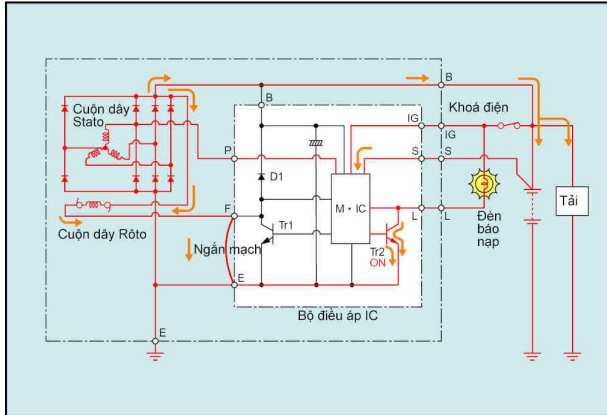 B
Cuộn dây
Stato
B
Khoá điện
IG
IG
P
S
S
D1
M • IC
F
L
L
Đèn
báo
nạp
Tải
Cuộn dây Rôto
Ngắn mạch
Tr1
Tr2
ON
E
Bộ điều áp IC
E